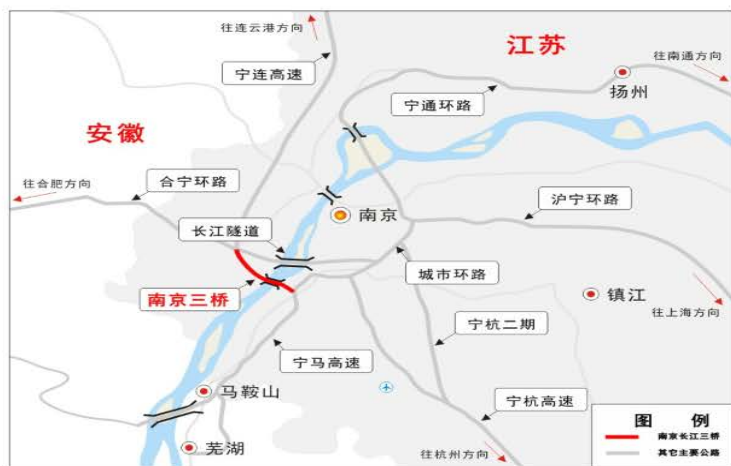 往连云港方向
江苏
往南通方向
宁连高速
扬州
宁通环路
安徽
往合肥方向
合宁环路
沪宁环路
南京
长江隧道
城市环路
南京三桥
镇江
往上海方向
宁杭二期
宁马高速
马鞍山
宁杭高速
芜湖
往杭州方向
图 例
南京长江三桥
其它主要公路